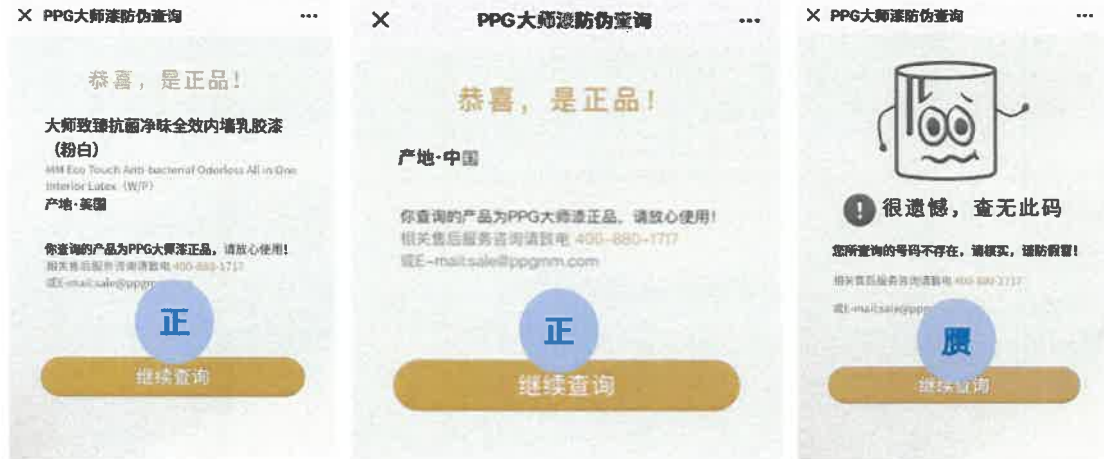 × PPG大师漆防伪查询 ...
恭喜，是正品！
大师致臻抗菌净味全效内墙乳胶漆
（粉白）
MM Eco Touch Anti-bacterial Odorless All in One
Interior Latex (W/P)
产地·美国
你查询的产品为PPG大师漆正品，请放心使用！
相关售后服务咨询请致电 400-880-1717
或E-mail:sale@ppgmm.com
正
继续查询
× PPG大师漆防伪查询 ...
恭喜，是正品！
产地·中国
你查询的产品为PPG大师漆正品，请放心使用！
相关售后服务咨询请致电 400-880-1717
或E-mail:sale@ppgmm.com
正
继续查询
× PPG大师漆防伪查询 ...
! 很遗憾，查无此码
您所查询的号码不存在，请核实，谨防假冒！
相关售后服务咨询请致电 400-880-1717
或E-mail:sale@ppgm
赝
继续查询